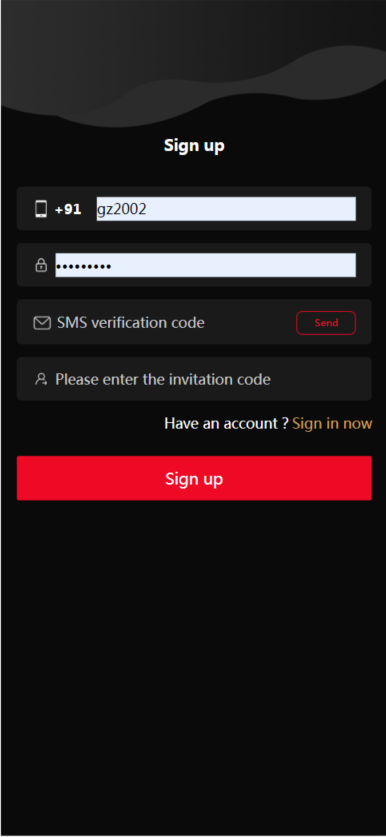 Sign up
+91 gz2002
•••••••••
SMS verification code Send
Please enter the invitation code
Have an account ? Sign in now
Sign up